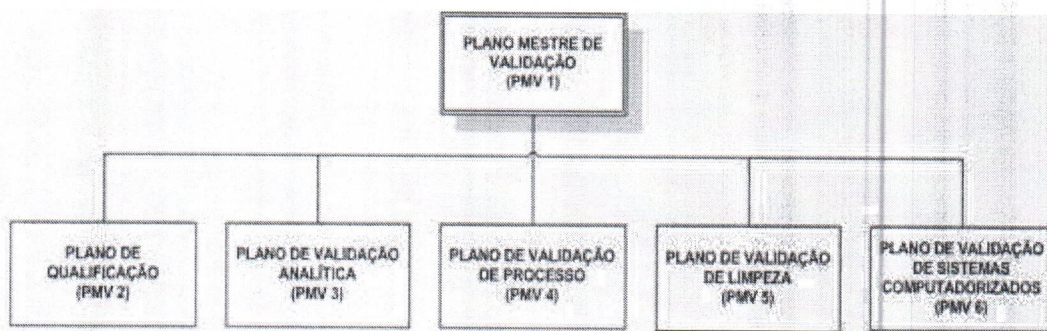 PLANO MESTRE DE
VALIDAÇÃO
(PMV 1)
PLANO DE
QUALIFICAÇÃO
(PMV 2)
PLANO DE VALIDAÇÃO
ANALÍTICA
(PMV 3)
PLANO DE VALIDAÇÃO
DE PROCESSO
(PMV 4)
PLANO DE VALIDAÇÃO
DE LIMPEZA
(PMV 5)
PLANO DE VALIDAÇÃO
DE SISTEMAS
COMPUTADORIZADOS
(PMV 6)